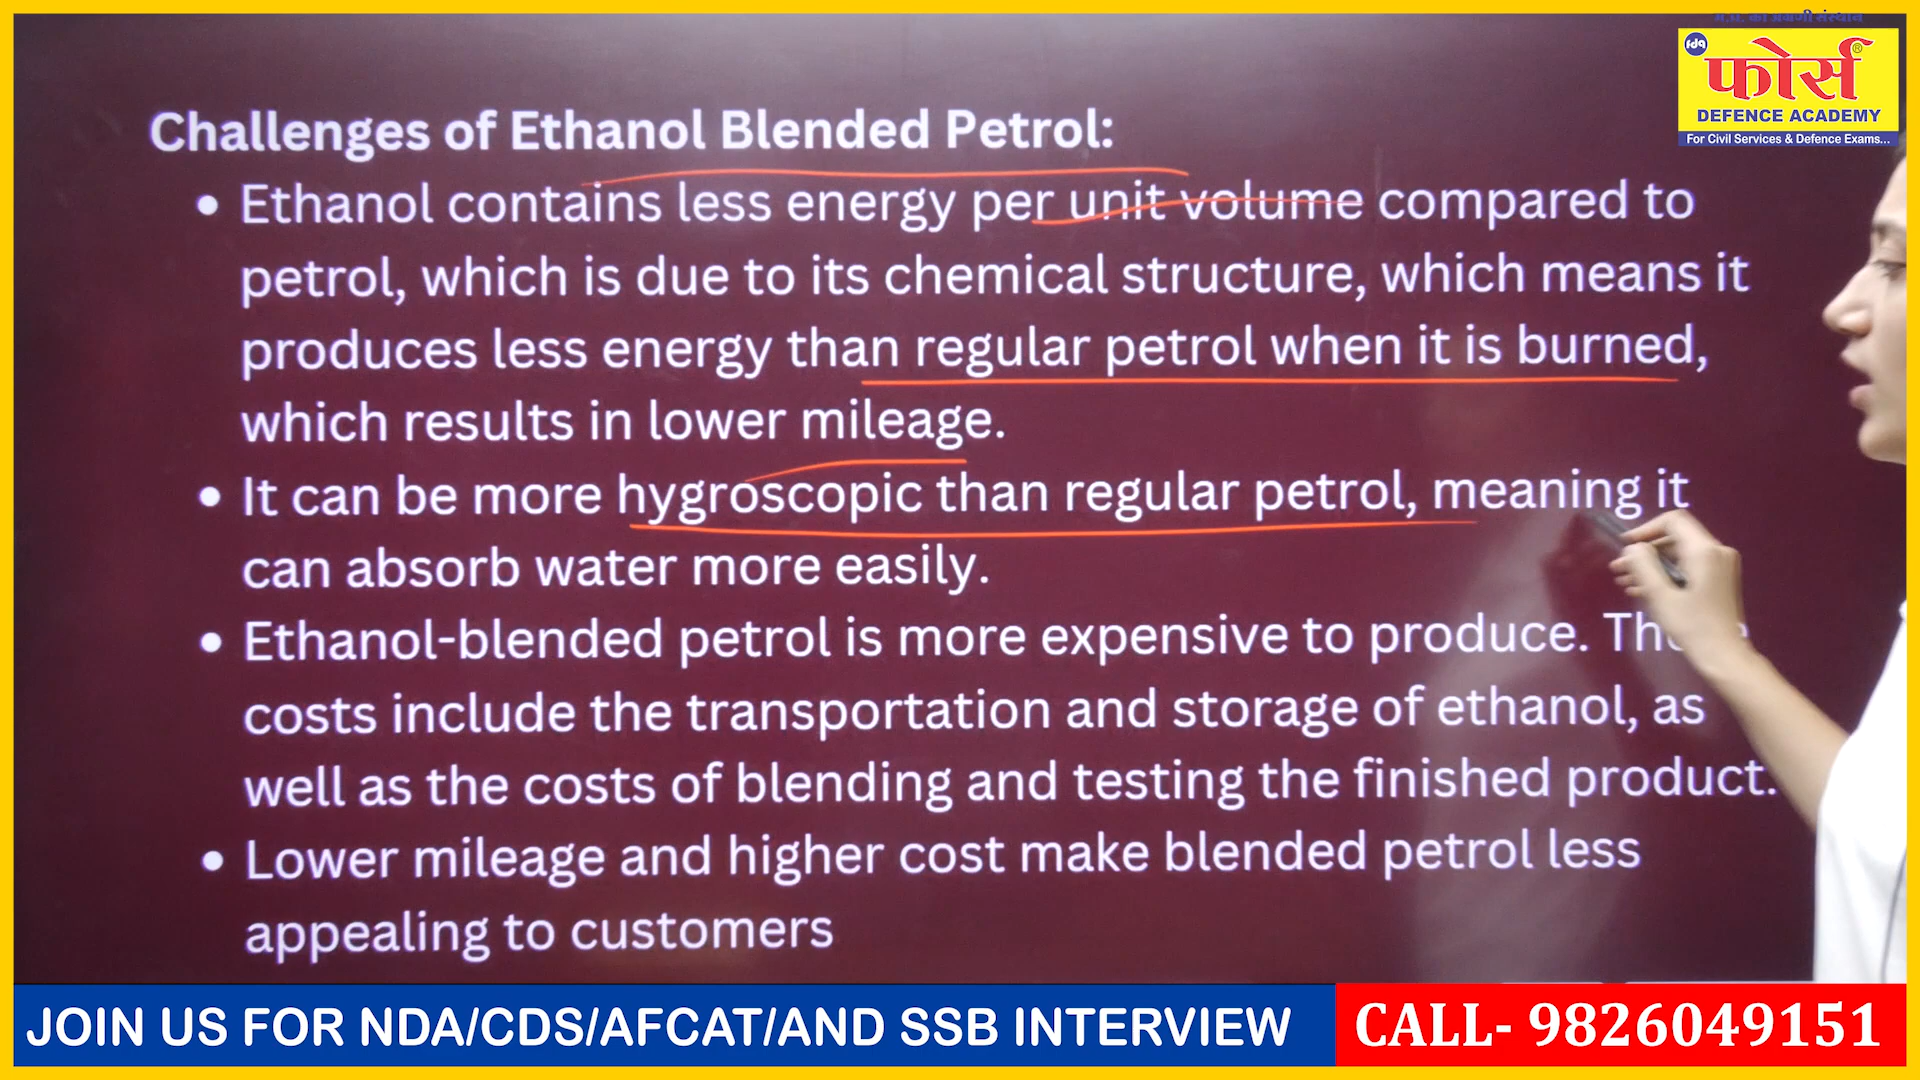 म.प्र. का अग्रणी संस्थान
fda
फोर्स®
DEFENCE ACADEMY
For Civil Services & Defence Exams...
Challenges of Ethanol Blended Petrol:
• Ethanol contains less energy per unit volume compared to
petrol, which is due to its chemical structure, which means it
produces less energy than regular petrol when it is burned,
which results in lower mileage.
• It can be more hygroscopic than regular petrol, meaning it
can absorb water more easily.
• Ethanol-blended petrol is more expensive to produce.
costs include the transportation and storage of ethanol, as
well as the costs of blending and testing the finished product.
• Lower mileage and higher cost make blended petrol less
appealing to customers
JOIN US FOR NDA/CDS/AFCAT/AND SSB INTERVIEW
CALL- 9826049151